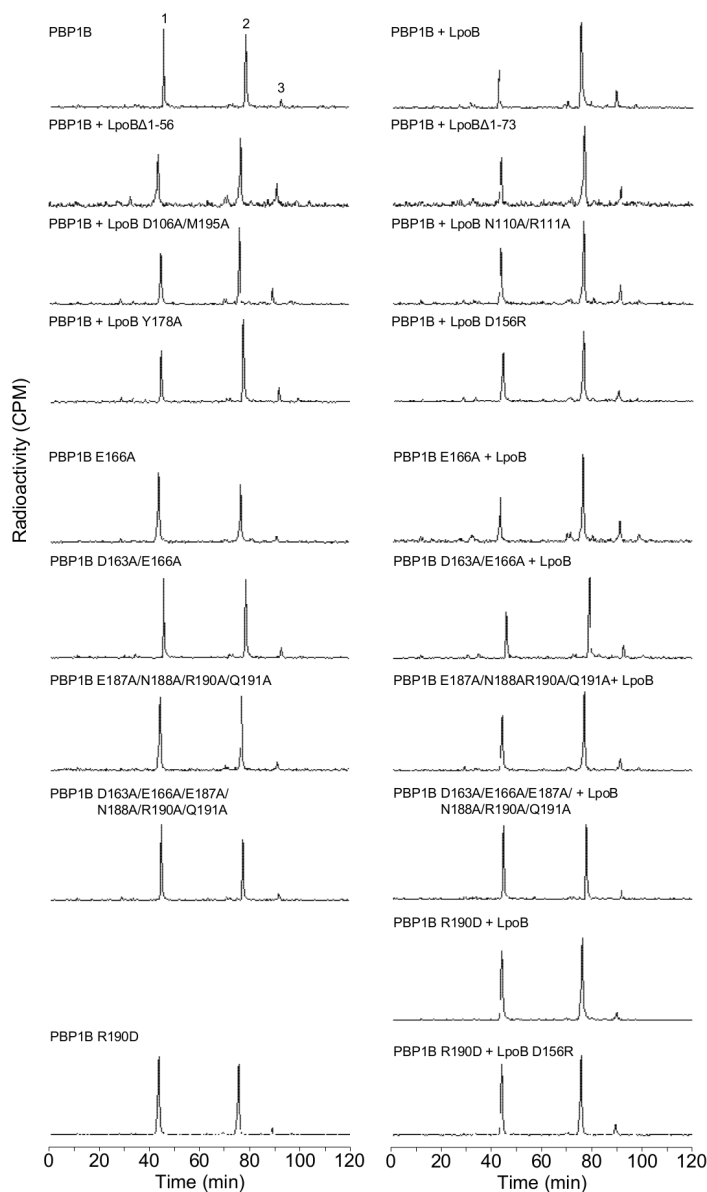 PBP1B
1
2
3
PBP1B + LpoB
PBP1B + LpoBΔ1-56
PBP1B + LpoBΔ1-73
PBP1B + LpoB D106A/M195A
PBP1B + LpoB N110A/R111A
PBP1B + LpoB Y178A
PBP1B + LpoB D156R
Radioactivity (CPM)
PBP1B E166A
PBP1B E166A + LpoB
PBP1B D163A/E166A
PBP1B D163A/E166A + LpoB
PBP1B E187A/N188A/R190A/Q191A
PBP1B E187A/N188AR190A/Q191A+ LpoB
PBP1B D163A/E166A/E187A/
N188A/R190A/Q191A
PBP1B D163A/E166A/E187A/ + LpoB
N188A/R190A/Q191A
PBP1B R190D + LpoB
PBP1B R190D
PBP1B R190D + LpoB D156R
0 20 40 60 80 100 120
Time (min)
0 20 40 60 80 100 120
Time (min)